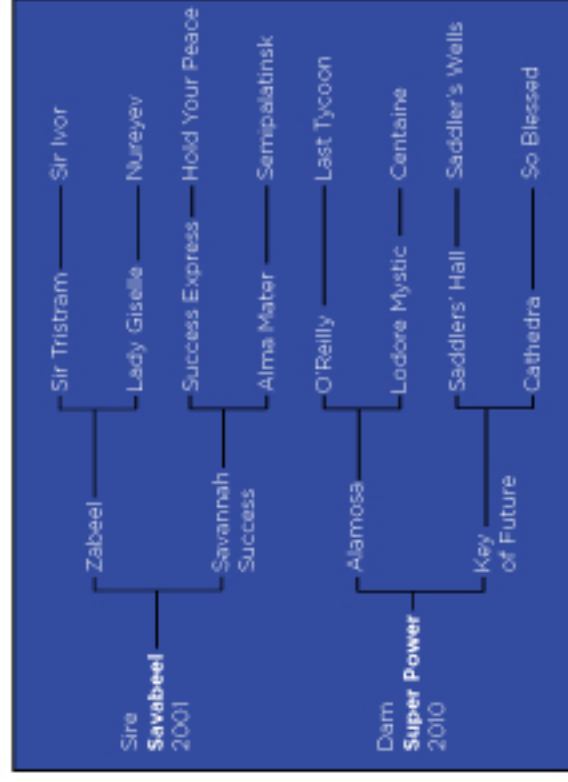 Sire
Savabeel
2001
Zabeel
Sir Tristram
Sir Ivor
Lady Giselle
Nureyev
Savannah
Success
Success Express
Hold Your Peace
Alma Mater
Semipalatinsk
Dam
Super Power
2010
Alamosa
O'Reilly
Last Tycoon
Lodore Mystic
Centaine
Key
of Future
Saddlers' Hall
Saddler's Wells
Cathedra
So Blessed